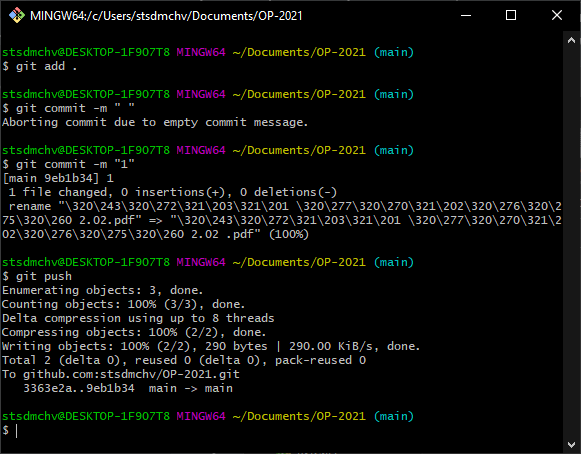 MINGW64:/c/Users/stsdmchv/Documents/OP-2021
stsdmchv@DESKTOP-1F907T8 MINGW64 ~/Documents/OP-2021 (main)
$ git add .
stsdmchv@DESKTOP-1F907T8 MINGW64 ~/Documents/OP-2021 (main)
$ git commit -m " "
Aborting commit due to empty commit message.
stsdmchv@DESKTOP-1F907T8 MINGW64 ~/Documents/OP-2021 (main)
$ git commit -m "1"
[main 9eb1b34] 1
 1 file changed, 0 insertions(+), 0 deletions(-)
 rename "\320\243\320\272\321\203\321\201 \320\277\320\270\321\202\320\276\320\2
75\320\260 2.02.pdf" => "\320\243\320\272\321\203\321\201 \320\277\320\270\321\2
02\320\276\320\275\320\260 2.02 .pdf" (100%)
stsdmchv@DESKTOP-1F907T8 MINGW64 ~/Documents/OP-2021 (main)
$ git push
Enumerating objects: 3, done.
Counting objects: 100% (3/3), done.
Delta compression using up to 8 threads
Compressing objects: 100% (2/2), done.
Writing objects: 100% (2/2), 290 bytes | 290.00 KiB/s, done.
Total 2 (delta 0), reused 0 (delta 0), pack-reused 0
To github.com:stsdmchv/OP-2021.git
   3363e2a..9eb1b34  main -> main
stsdmchv@DESKTOP-1F907T8 MINGW64 ~/Documents/OP-2021 (main)
$